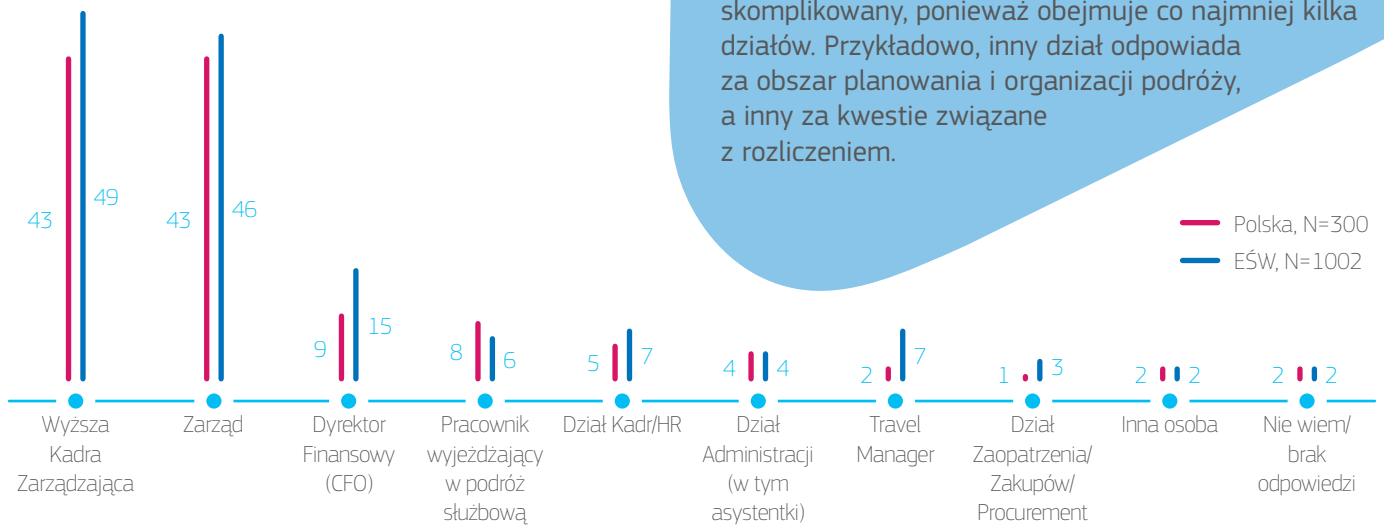 skomplikowany, ponieważ obejmuje co najmniej kilka
działów. Przykładowo, inny dział odpowiada
za obszar planowania i organizacji podróży,
a inny za kwestie związane
z rozliczeniem.
Polska, N=300
EŚW, N=1002
43
49
43
46
9
15
8
6
5
7
4
4
2
7
1
3
2
2
2
2
Wyższa
Kadra
Zarządzająca
Zarząd
Dyrektor
Finansowy
(CFO)
Pracownik
wyjeżdżający
w podróż
służbową
Dział Kadr/HR
Dział
Administracji
(w tym
asystentki)
Travel
Manager
Dział
Zaopatrzenia/
Zakupów/
Procurement
Inna osoba
Nie wiem/
brak
odpowiedzi